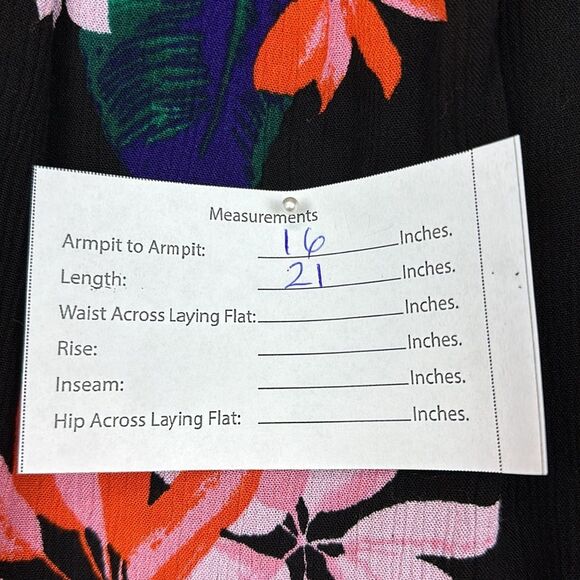 Measurements
Armpit to Armpit: 16 Inches.
Length: 21 Inches.
Waist Across Laying Flat: Inches.
Rise: Inches.
Inseam: Inches.
Hip Across Laying Flat: Inches.